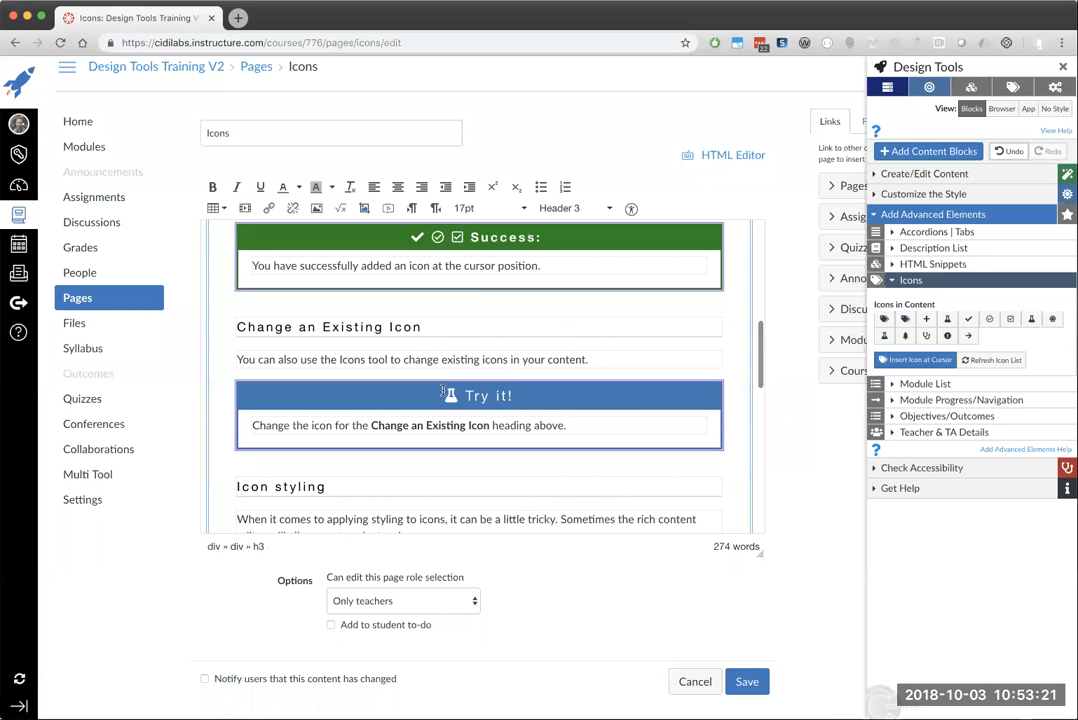 Icons: Design Tools Training V
https://cidilabs.instructure.com/courses/776/pages/icons/edit
22
Design Tools Training V2 > Pages > Icons
Home
Modules
Announcements
Assignments
Discussions
Grades
People
Pages
Files
Syllabus
Outcomes
Quizzes
Conferences
Collaborations
Multi Tool
Settings
Icons
HTML Editor
17pt
Header 3
Success:
You have successfully added an icon at the cursor position.
Change an Existing Icon
You can also use the Icons tool to change existing icons in your content.
Try it!
Change the icon for the Change an Existing Icon heading above.
Icon styling
When it comes to applying styling to icons, it can be a little tricky. Sometimes the rich content
div » div » h3
274 words
Options
Can edit this page role selection
Only teachers
Add to student to-do
Notify users that this content has changed
Cancel
Save
Links
Link to other
page to insert
Pages
Assig
Quizz
Anno
Discu
Modu
Cours
Design Tools
View:
Blocks
Browser
App
No Style
View Help
Add Content Blocks
Undo
Redo
Create/Edit Content
Customize the Style
Add Advanced Elements
Accordions | Tabs
Description List
HTML Snippets
Icons
Icons in Content
Insert Icon at Cursor
Refresh Icon List
Module List
Module Progress/Navigation
Objectives/Outcomes
Teacher & TA Details
Add Advanced Elements Help
Check Accessibility
Get Help
2018-10-03 10:53:21